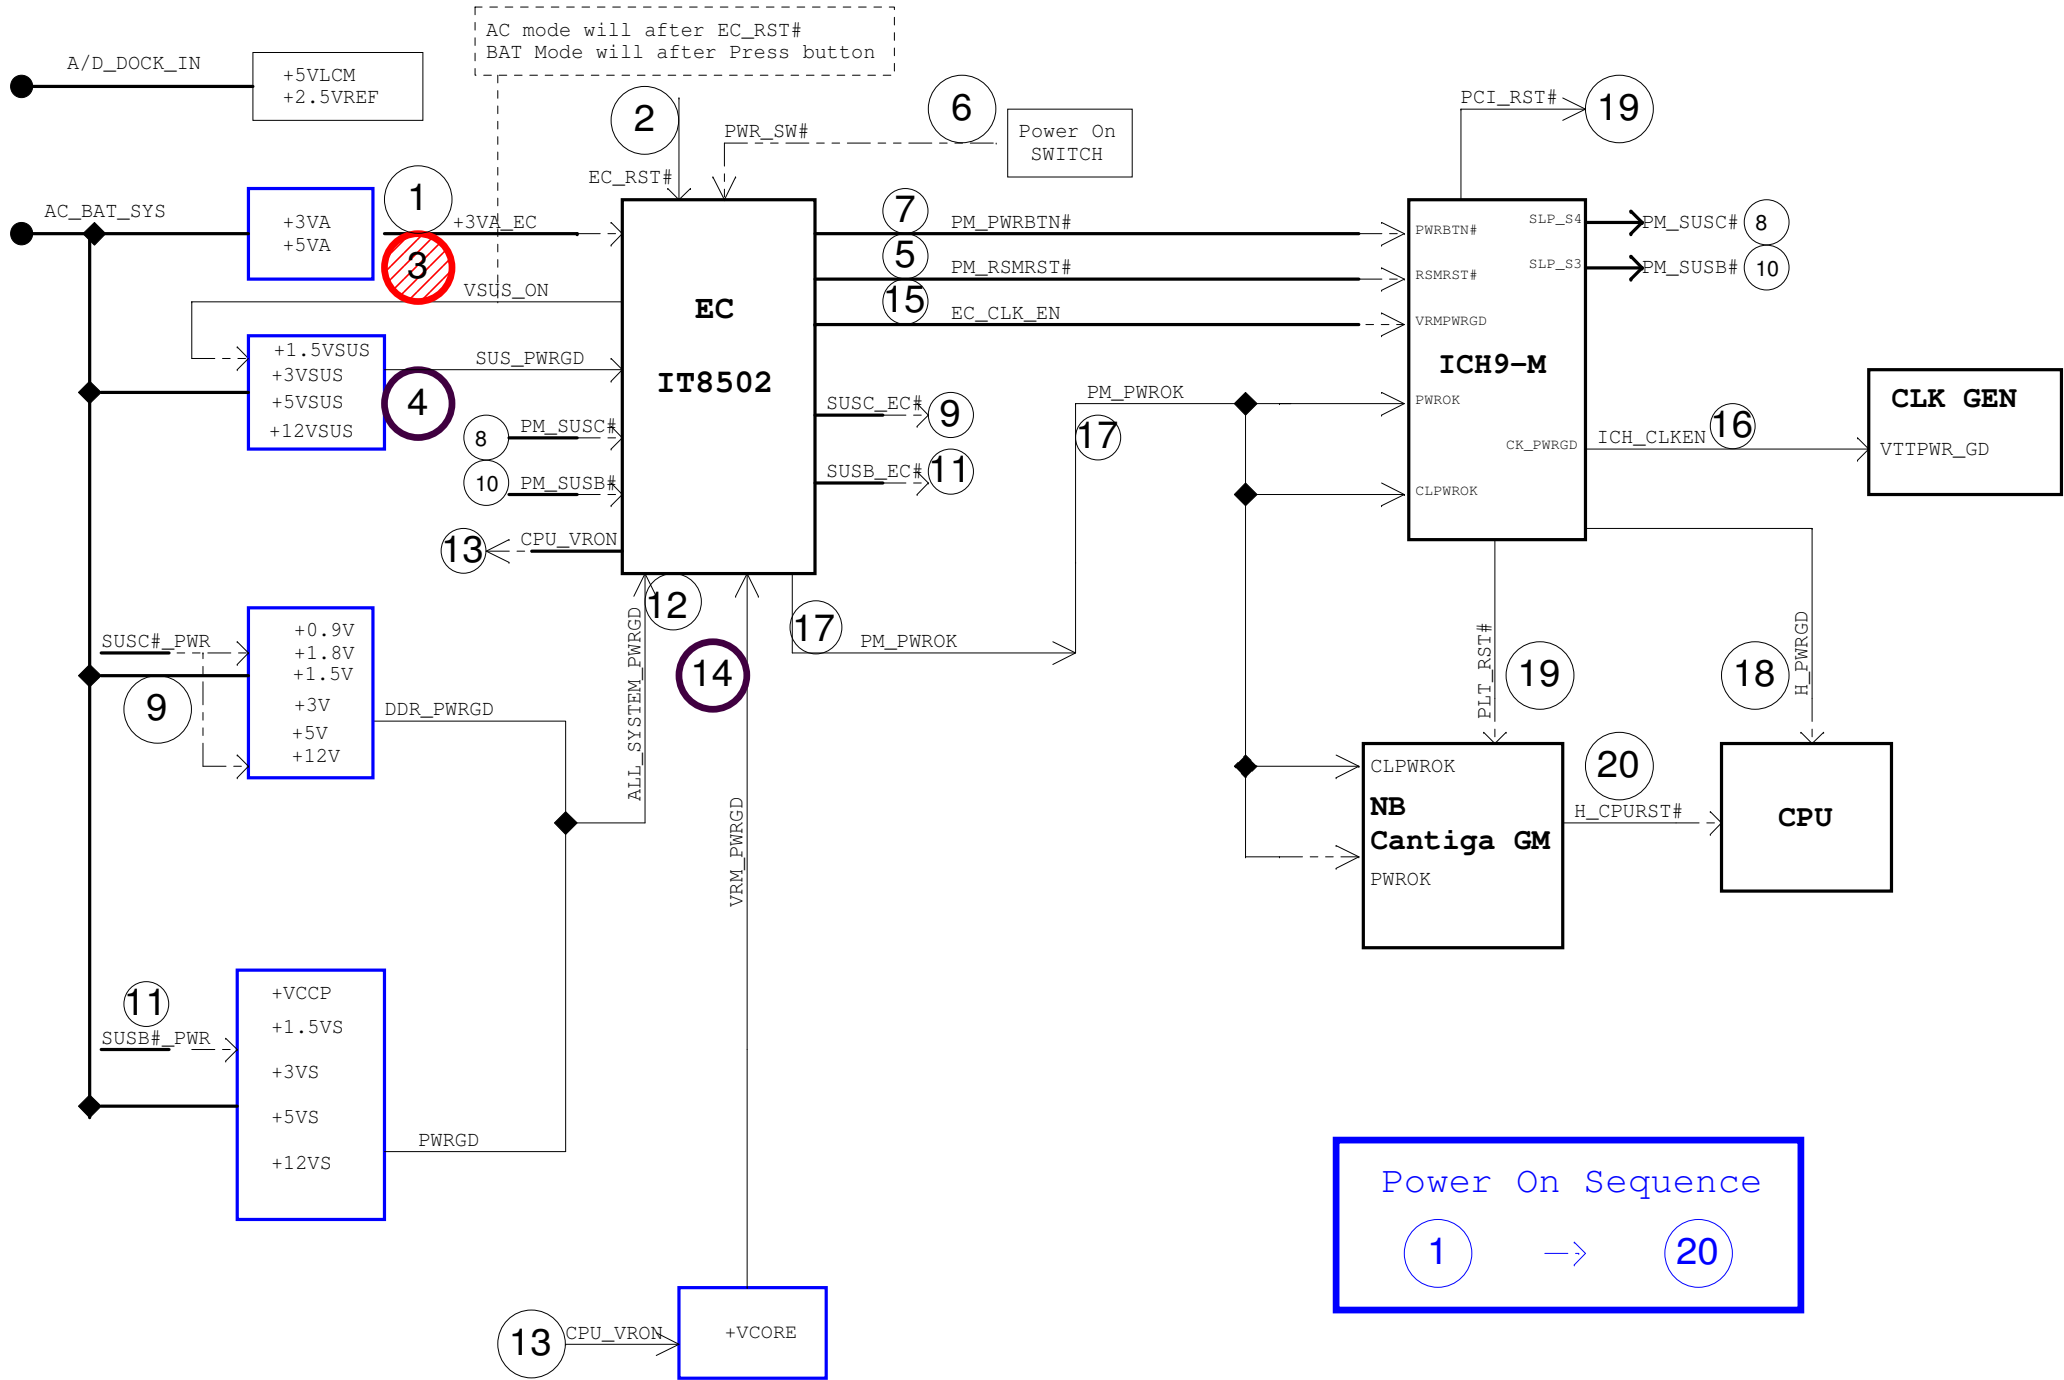 AC mode will after EC_RST#
BAT Mode will after Press button
A/D_DOCK_IN
+5VLCM
+2.5VREF
2
6
PWR_SW#
Power On
SWITCH
PCI_RST#
19
EC_RST#
AC_BAT_SYS
+3VA
+5VA
1
+3VA_EC
3
VSUS_ON
EC
IT8502
7
PM_PWRBTN#
5
PM_RSMRST#
15
EC_CLK_EN
PWRBTN#
RSMRST#
VRMPWRGD
ICH9-M
PWROK
CLPWROK
SLP_S4
PM_SUSC#
8
SLP_S3
PM_SUSB#
10
CK_PWRGD
ICH_CLKEN
16
CLK GEN
VTTPWR_GD
+1.5VSUS
+3VSUS
+5VSUS
+12VSUS
SUS_PWRGD
4
8
PM_SUSC#
10
PM_SUSB#
13
CPU_VRON
SUSC_EC#
9
SUSB_EC#
11
PM_PWROK
17
12
17
PM_PWROK
14
SUSC#_PWR
9
+0.9V
+1.8V
+1.5V
+3V
+5V
+12V
DDR_PWRGD
ALL_SYSTEM_PWRGD
VRM_PWRGD
PLT_RST#
19
18
H_PWRGD
CLPWROK
NB
Cantiga GM
PWROK
20
H_CPURST#
CPU
11
SUSB#_PWR
+VCCP
+1.5VS
+3VS
+5VS
+12VS
PWRGD
Power On Sequence
1
20
13
CPU_VRON
+VCORE